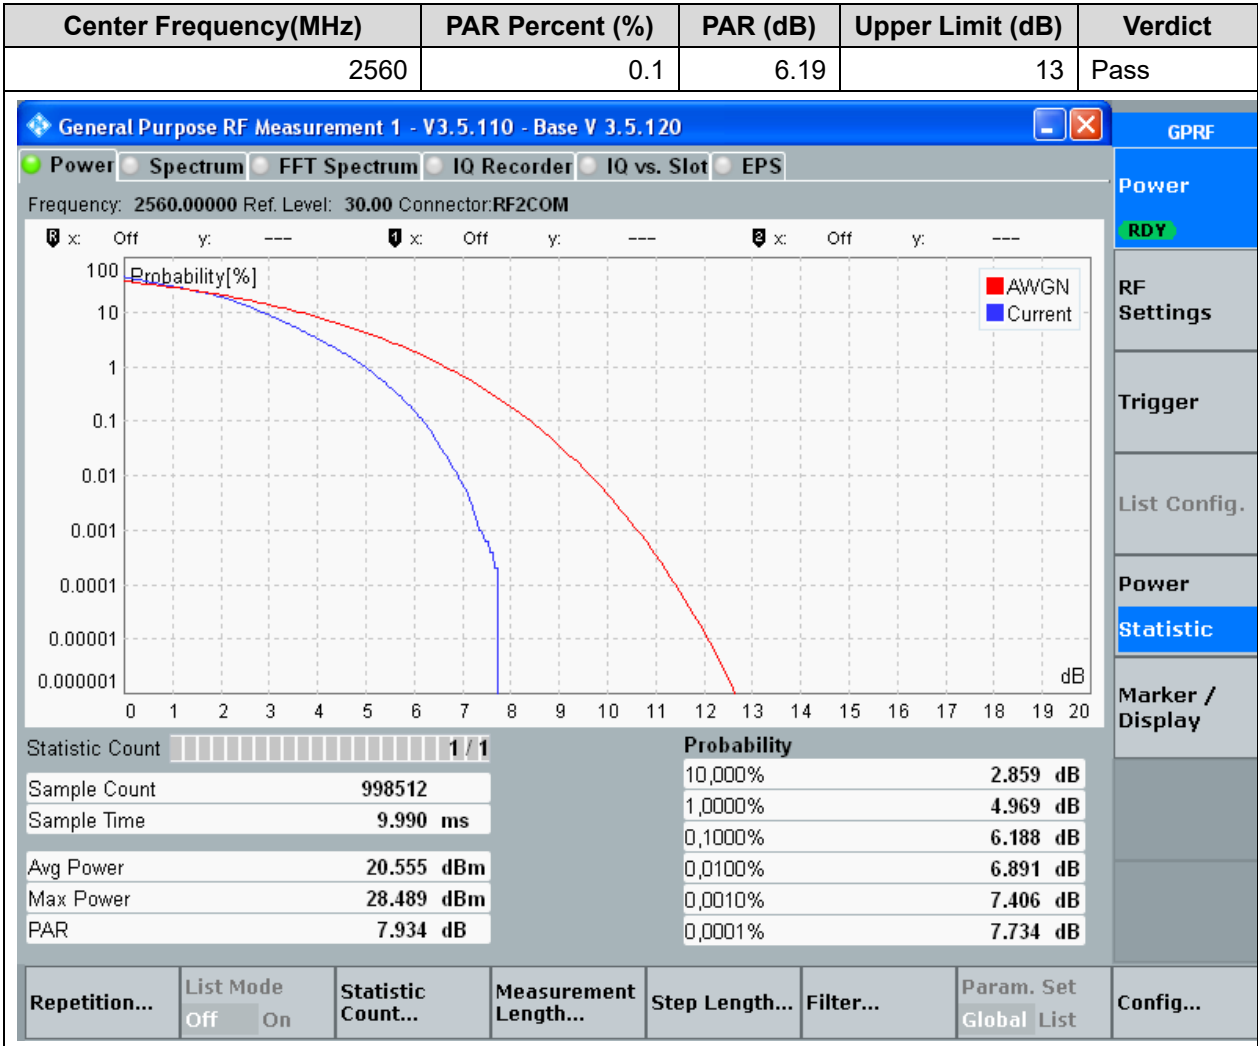 Center Frequency(MHz) PAR Percent (%) PAR (dB) Upper Limit (dB) Verdict
2560 0.1 6.19 13 Pass
General Purpose RF Measurement 1 - V3.5.110 - Base V 3.5.120
GPRF
Power Spectrum FFT Spectrum IQ Recorder IQ vs. Slot EPS
Frequency: 2560.00000 Ref. Level: 30.00 Connector:RF2COM
R x: Off y: --- 1 x: Off y: --- 2 x: Off y: ---
Probability[%]
AWGN
Current
100
10
1
0.1
0.01
0.001
0.0001
0.00001
0.000001
dB
0 1 2 3 4 5 6 7 8 9 10 11 12 13 14 15 16 17 18 19 20
Statistic Count 1 / 1
Sample Count 998512
Sample Time 9.990 ms
Avg Power 20.555 dBm
Max Power 28.489 dBm
PAR 7.934 dB
Probability
10,000% 2.859 dB
1,0000% 4.969 dB
0,1000% 6.188 dB
0,0100% 6.891 dB
0,0010% 7.406 dB
0,0001% 7.734 dB
Power
RDY
RF
Settings
Trigger
List Config.
Power
Statistic
Marker /
Display
Repetition...
List Mode
Off On
Statistic
Count...
Measurement
Length...
Step Length...
Filter...
Param. Set
Global List
Config...